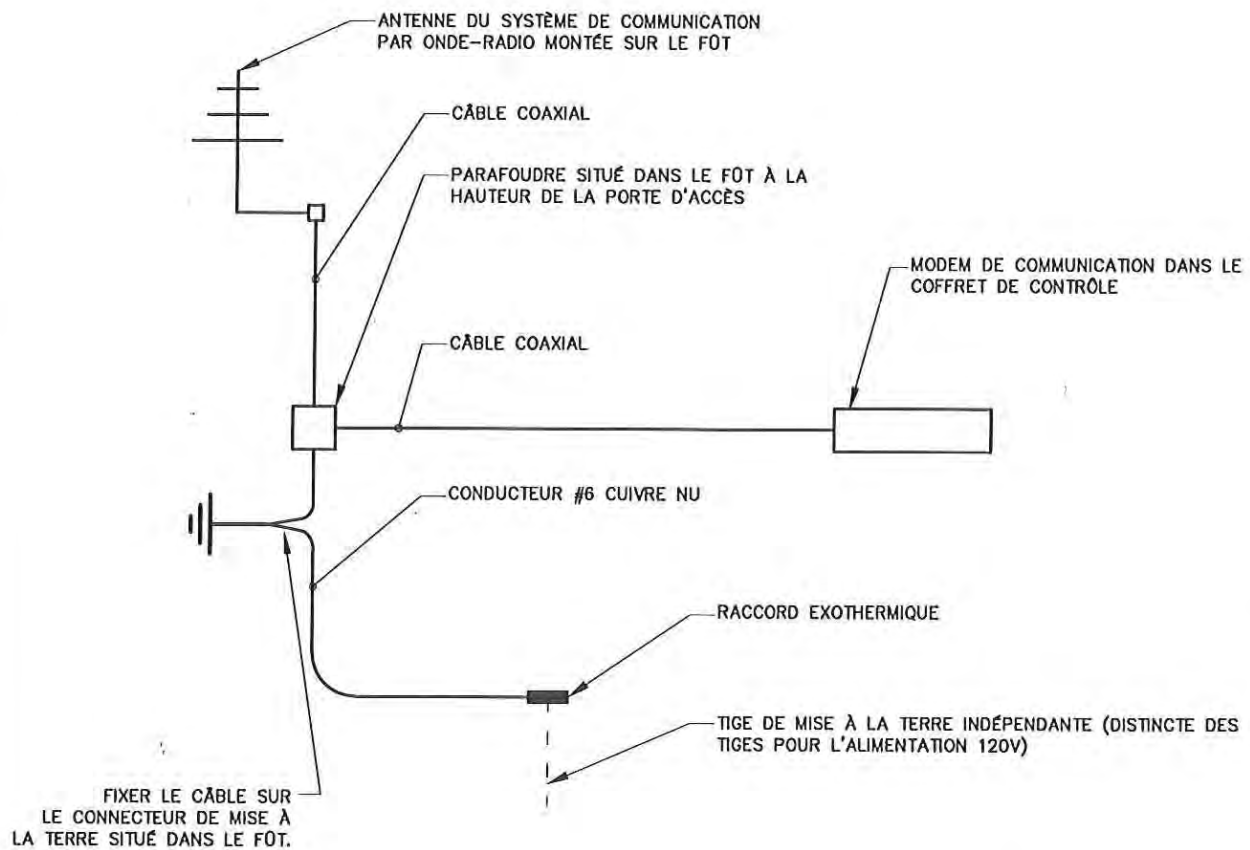 ANTENNE DU SYSTÈME DE COMMUNICATION
PAR ONDE-RADIO MONTÉE SUR LE FÛT
CÂBLE COAXIAL
PARAFOUDRE SITUÉ DANS LE FÛT À LA
HAUTEUR DE LA PORTE D'ACCÈS
MODEM DE COMMUNICATION DANS LE
COFFRET DE CONTRÔLE
CÂBLE COAXIAL
CONDUCTEUR #6 CUIVRE NU
RACCORD EXOTHERMIQUE
TIGE DE MISE À LA TERRE INDÉPENDANTE (DISTINCTE DES
TIGES POUR L'ALIMENTATION 120V)
FIXER LE CÂBLE SUR
LE CONNECTEUR DE MISE À
LA TERRE SITUÉ DANS LE FÛT.